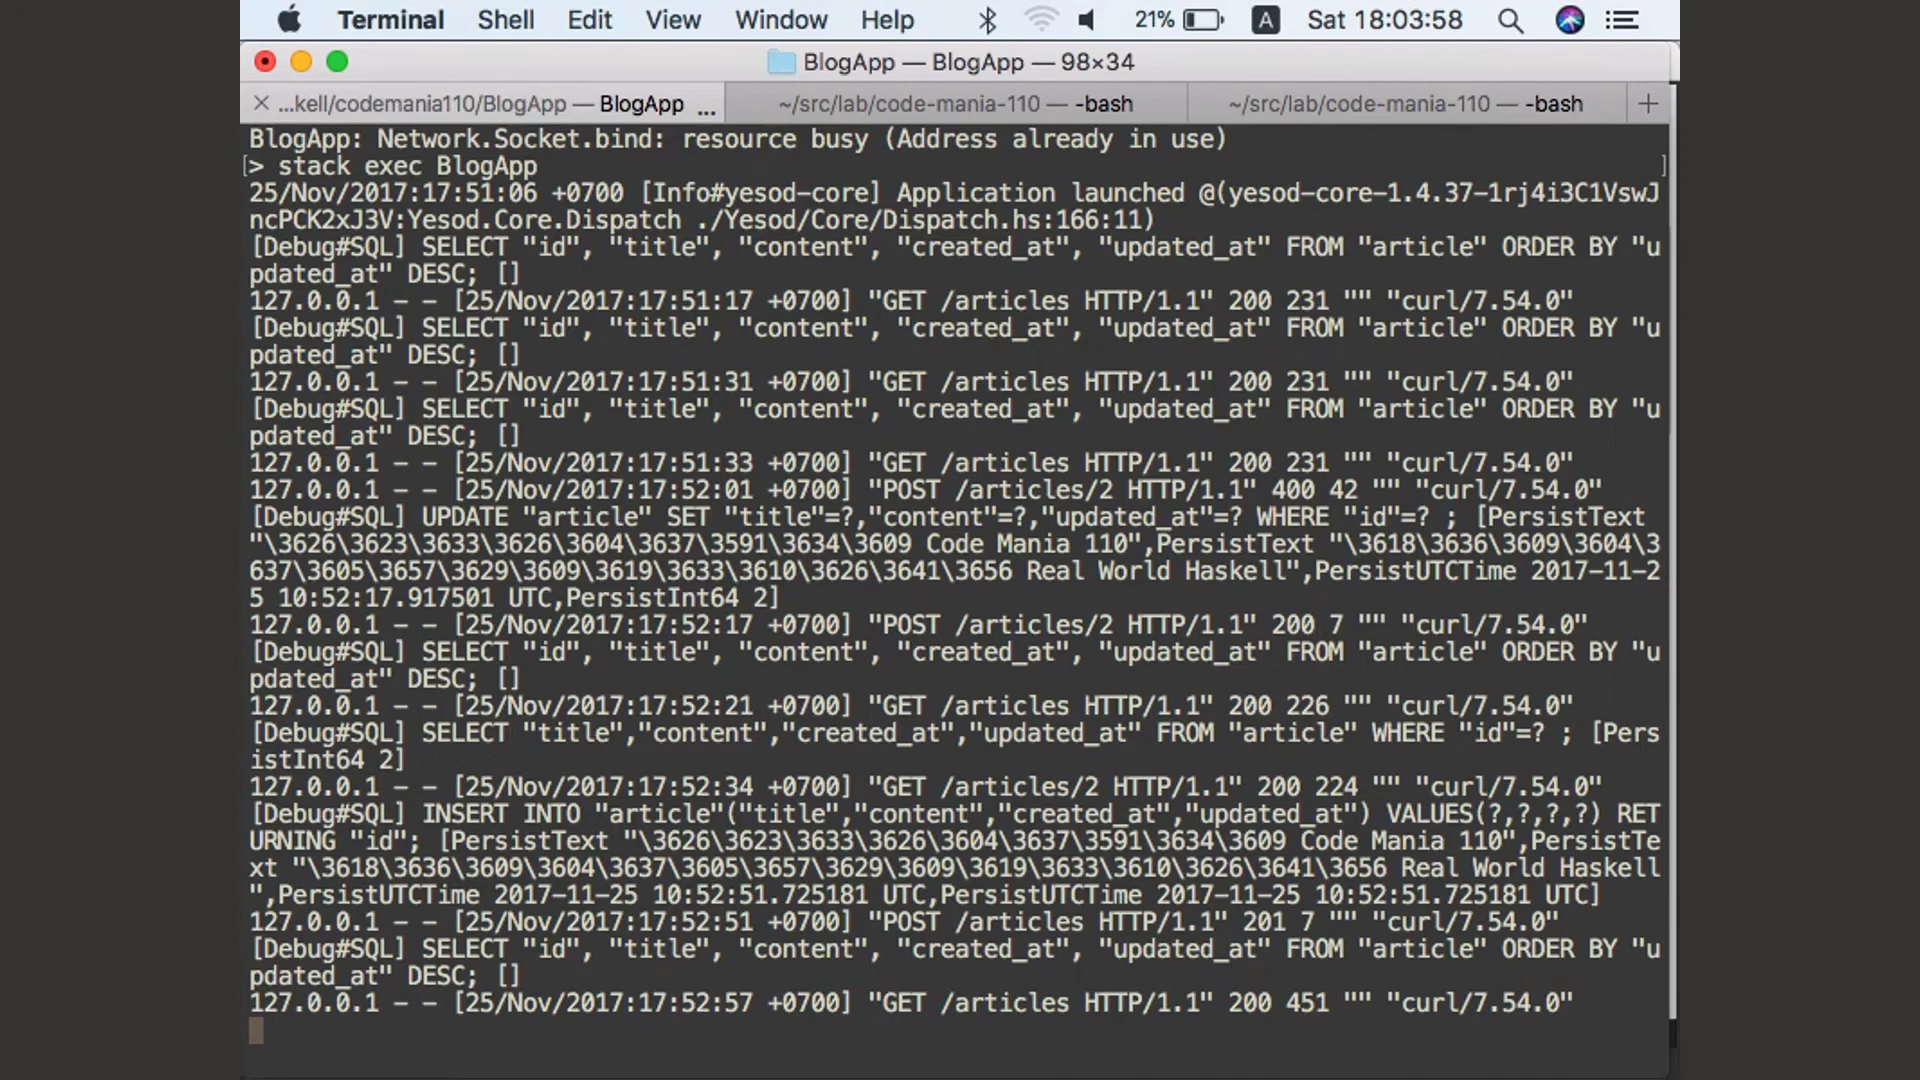 Terminal Shell Edit View Window Help 21% A Sat 18:03:58
BlogApp — BlogApp — 98×34
...kell/codemania110/BlogApp — BlogApp ... ~/src/lab/code-mania-110 — -bash ~/src/lab/code-mania-110 — -bash +
BlogApp: Network.Socket.bind: resource busy (Address already in use)
[> stack exec BlogApp ]
25/Nov/2017:17:51:06 +0700 [Info#yesod-core] Application launched @(yesod-core-1.4.37-1rj4i3C1VswJ
ncPCK2xJ3V:Yesod.Core.Dispatch ./Yesod/Core/Dispatch.hs:166:11)
[Debug#SQL] SELECT "id", "title", "content", "created_at", "updated_at" FROM "article" ORDER BY "u
pdated_at" DESC; []
127.0.0.1 - - [25/Nov/2017:17:51:17 +0700] "GET /articles HTTP/1.1" 200 231 "" "curl/7.54.0"
[Debug#SQL] SELECT "id", "title", "content", "created_at", "updated_at" FROM "article" ORDER BY "u
pdated_at" DESC; []
127.0.0.1 - - [25/Nov/2017:17:51:31 +0700] "GET /articles HTTP/1.1" 200 231 "" "curl/7.54.0"
[Debug#SQL] SELECT "id", "title", "content", "created_at", "updated_at" FROM "article" ORDER BY "u
pdated_at" DESC; []
127.0.0.1 - - [25/Nov/2017:17:51:33 +0700] "GET /articles HTTP/1.1" 200 231 "" "curl/7.54.0"
127.0.0.1 - - [25/Nov/2017:17:52:01 +0700] "POST /articles/2 HTTP/1.1" 400 42 "" "curl/7.54.0"
[Debug#SQL] UPDATE "article" SET "title"=?,"content"=?,"updated_at"=? WHERE "id"=? ; [PersistText
"\3626\3623\3633\3626\3604\3637\3591\3634\3609 Code Mania 110",PersistText "\3618\3636\3609\3604\3
637\3605\3657\3629\3609\3619\3633\3610\3626\3641\3656 Real World Haskell",PersistUTCTime 2017-11-2
5 10:52:17.917501 UTC,PersistInt64 2]
127.0.0.1 - - [25/Nov/2017:17:52:17 +0700] "POST /articles/2 HTTP/1.1" 200 7 "" "curl/7.54.0"
[Debug#SQL] SELECT "id", "title", "content", "created_at", "updated_at" FROM "article" ORDER BY "u
pdated_at" DESC; []
127.0.0.1 - - [25/Nov/2017:17:52:21 +0700] "GET /articles HTTP/1.1" 200 226 "" "curl/7.54.0"
[Debug#SQL] SELECT "title","content","created_at","updated_at" FROM "article" WHERE "id"=? ; [Pers
istInt64 2]
127.0.0.1 - - [25/Nov/2017:17:52:34 +0700] "GET /articles/2 HTTP/1.1" 200 224 "" "curl/7.54.0"
[Debug#SQL] INSERT INTO "article"("title","content","created_at","updated_at") VALUES(?,?,?,?) RET
URNING "id"; [PersistText "\3626\3623\3633\3626\3604\3637\3591\3634\3609 Code Mania 110",PersistTe
xt "\3618\3636\3609\3604\3637\3605\3657\3629\3609\3619\3633\3610\3626\3641\3656 Real World Haskell
",PersistUTCTime 2017-11-25 10:52:51.725181 UTC,PersistUTCTime 2017-11-25 10:52:51.725181 UTC]
127.0.0.1 - - [25/Nov/2017:17:52:51 +0700] "POST /articles HTTP/1.1" 201 7 "" "curl/7.54.0"
[Debug#SQL] SELECT "id", "title", "content", "created_at", "updated_at" FROM "article" ORDER BY "u
pdated_at" DESC; []
127.0.0.1 - - [25/Nov/2017:17:52:57 +0700] "GET /articles HTTP/1.1" 200 451 "" "curl/7.54.0"